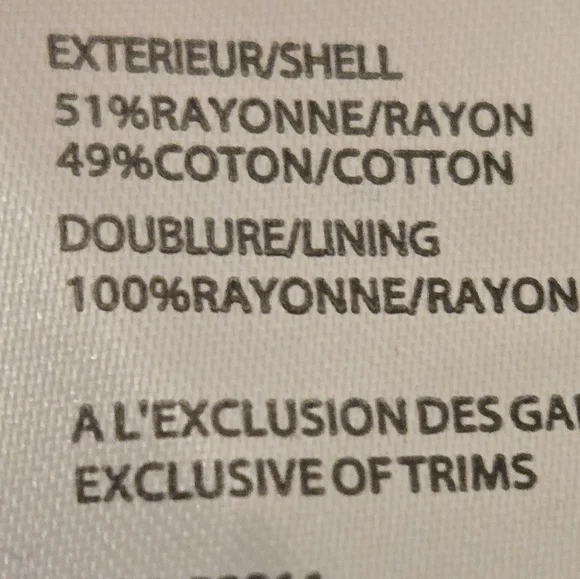 EXTERIEUR/SHELL
51%RAYONNE/RAYON
49%COTON/COTTON
DOUBLURE/LINING
100%RAYONNE/RAYON
A L'EXCLUSION DES
EXCLUSIVE OF TRIMS